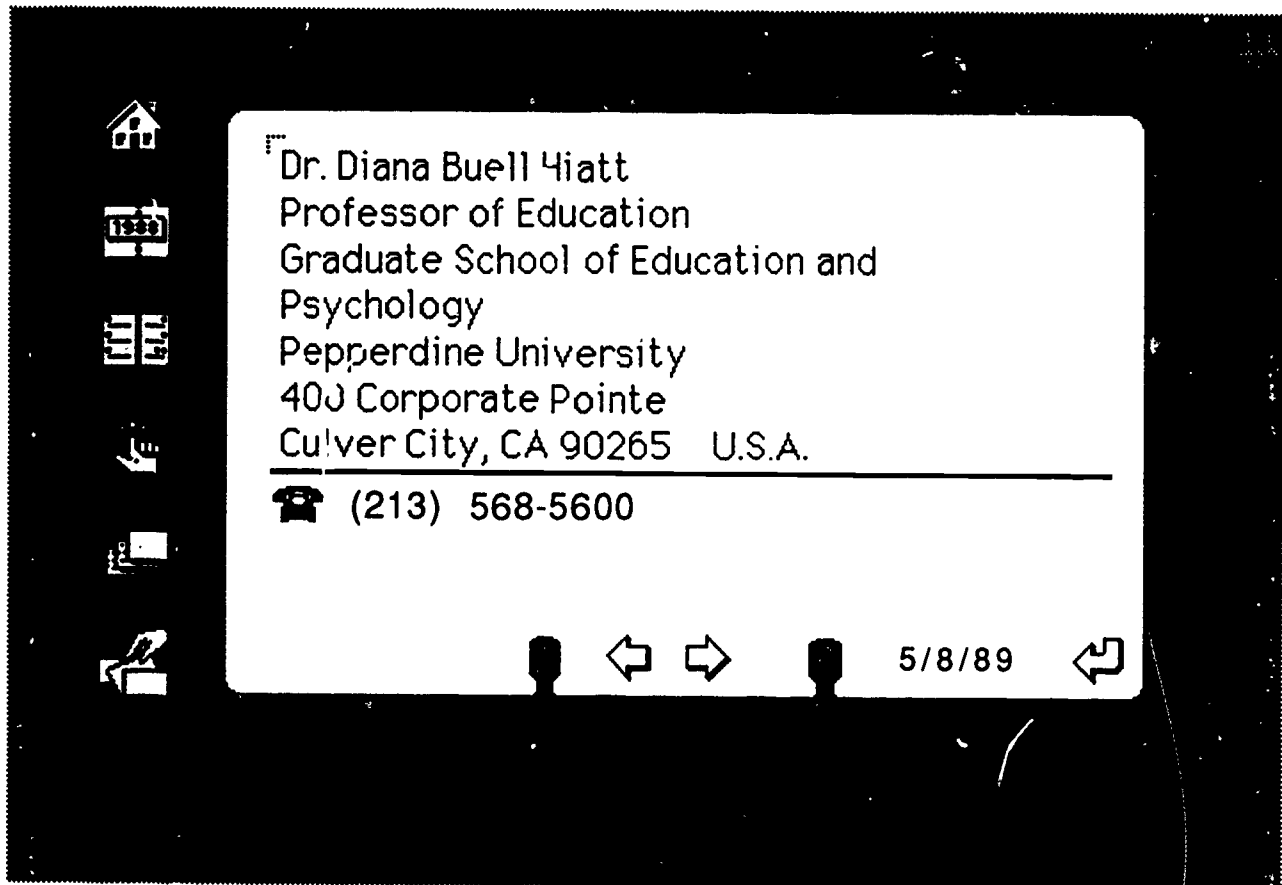 1988
Dr. Diana Buell Hiatt
Professor of Education
Graduate School of Education and
Psychology
Pepperdine University
400 Corporate Pointe
Culver City, CA 90265 U.S.A.
(213) 568-5600
5/8/89